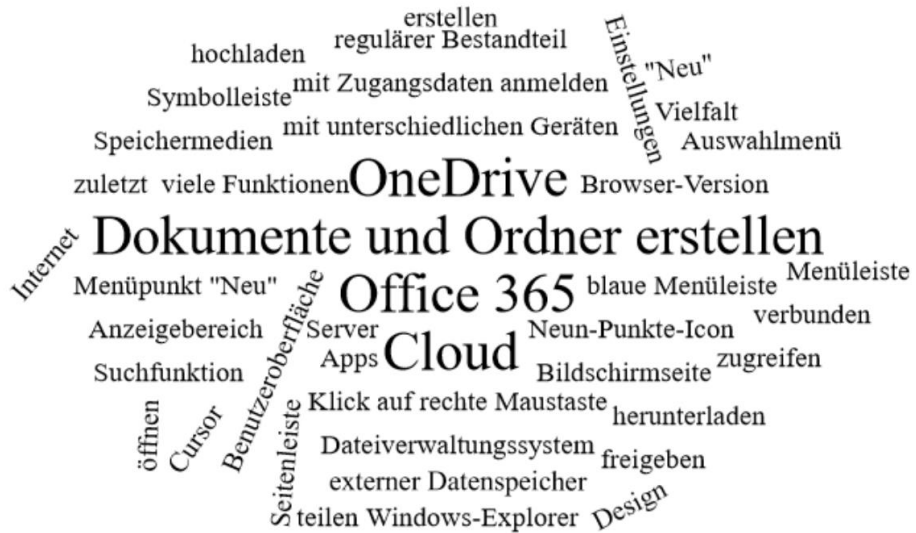 erstellen
regulärer Bestandteil
hochladen
Einstellungen
"Neu"
mit Zugangsdaten anmelden
Symbolleiste
Vielfalt
mit unterschiedlichen Geräten
Speichermedien
Auswahlmenü
zuletzt viele Funktionen OneDrive Browser-Version
Dokumente und Ordner erstellen
Internet
Menüpunkt "Neu"
Office 365
blaue Menüleiste
Menüleiste
Benutzeroberfläche
verbunden
Anzeigebereich
Server
Neun-Punkte-Icon
Apps
Cloud
zugreifen
Suchfunktion
Bildschirmseite
Klick auf rechte Maustaste
herunterladen
öffnen
Cursor
Seitenleiste
Dateiverwaltungssystem
freigeben
externer Datenspeicher
Design
teilen Windows-Explorer